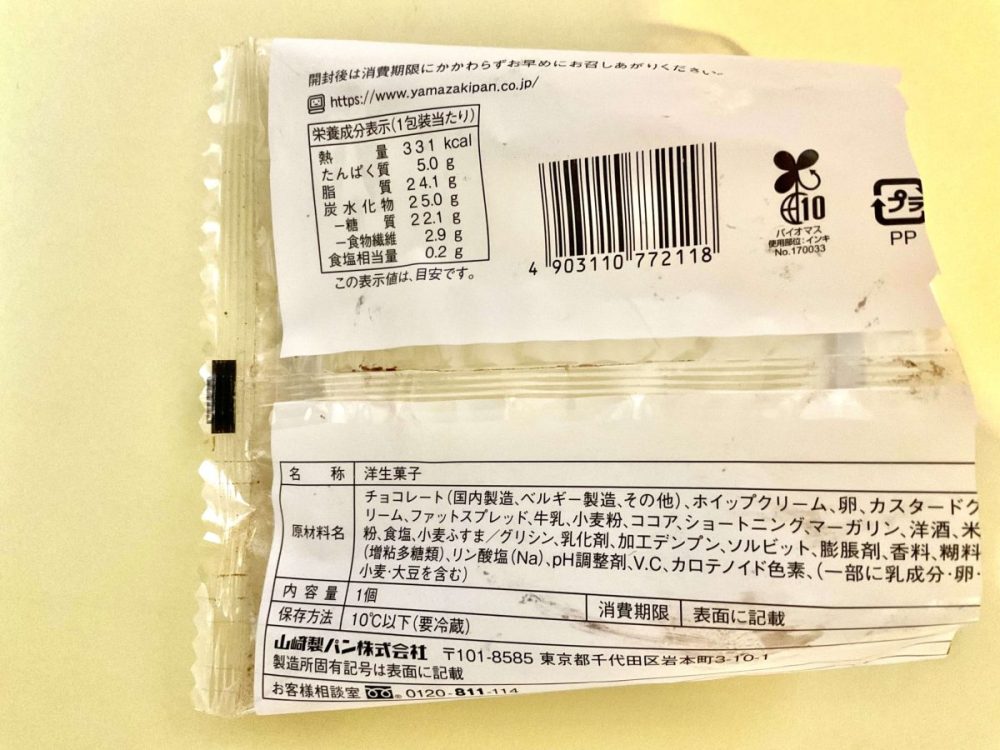 開封後は消費期限にかかわらずお早めにお召しあがりください。
https://www.yamazakipan.co.jp/
栄養成分表示(1包装当たり)
熱量 331 kcal
たんぱく質 5.0 g
脂質 24.1 g
炭水化物 25.0 g
−糖質 22.1 g
−食物繊維 2.9 g
食塩相当量 0.2 g
この表示値は、目安です。
4 903110 772118
10
バイオマス
使用部位:インキ
No.170033
プラ
PP
名称 洋生菓子
原材料名 チョコレート(国内製造、ベルギー製造、その他)、ホイップクリーム、卵、カスタードク
リーム、ファットスプレッド、牛乳、小麦粉、ココア、ショートニング、マーガリン、洋酒、米
粉、食塩、小麦ふすま/グリシン、乳化剤、加工デンプン、ソルビット、膨脹剤、香料、糊料
(増粘多糖類)、リン酸塩(Na)、pH調整剤、V.C、カロテノイド色素、(一部に乳成分・卵・
小麦・大豆を含む)
内容量 1個 消費期限 表面に記載
保存方法 10℃以下(要冷蔵)
山崎製パン株式会社 〒101-8585 東京都千代田区岩本町3-10-1
製造所固有記号は表面に記載
お客様相談室 0120-811-114